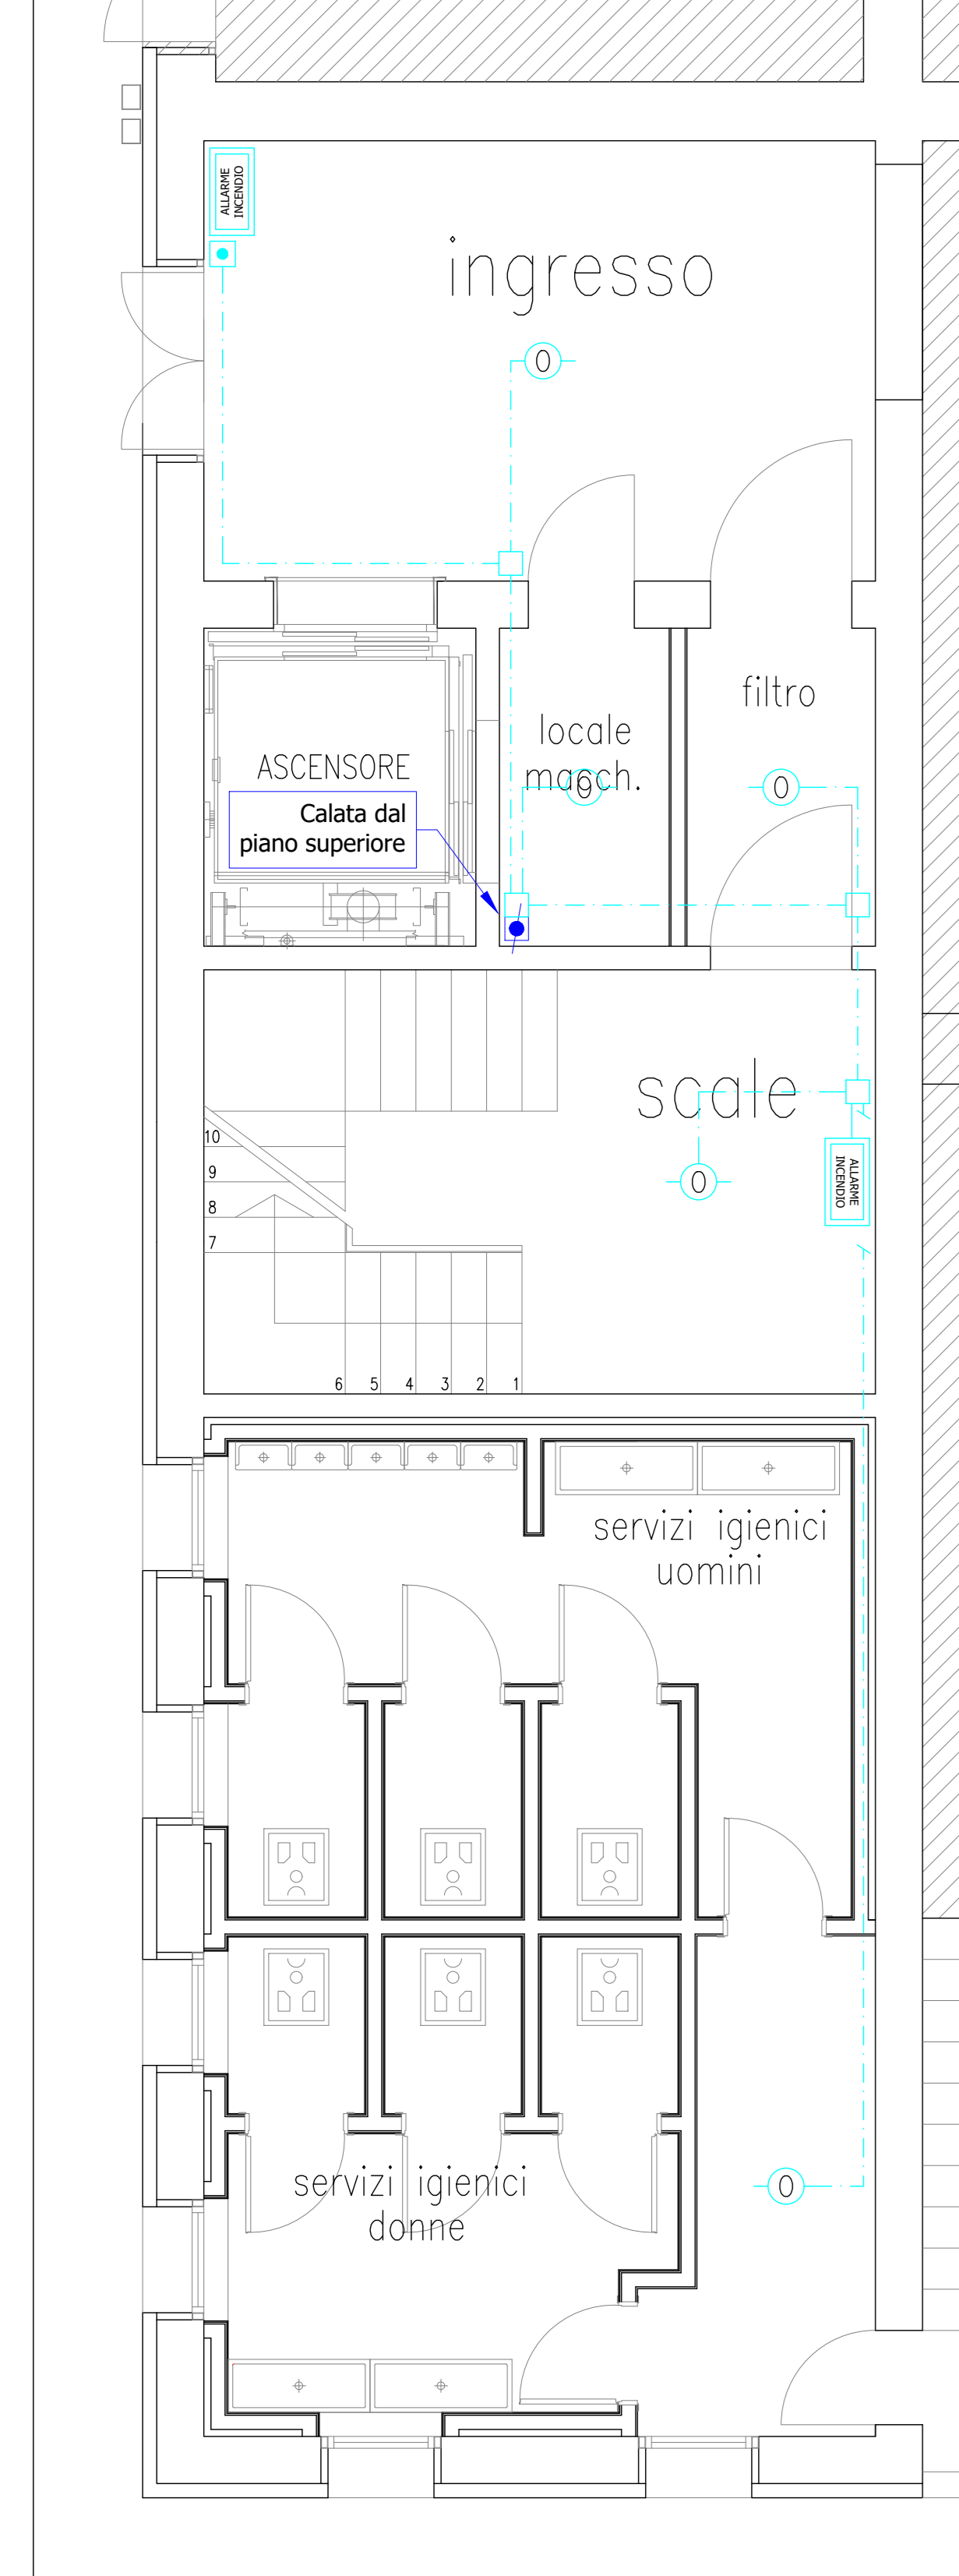 ALLARME
INCENDIO
ingresso
0
filtro
locale
macch.
0
0
ASCENSORE
Calata dal
piano superiore
scale
10
9
8
7
0
ALLARME
INCENDIO
6 5 4 3 2 1
servizi igienici
uomini
servizi igienici
donne
0